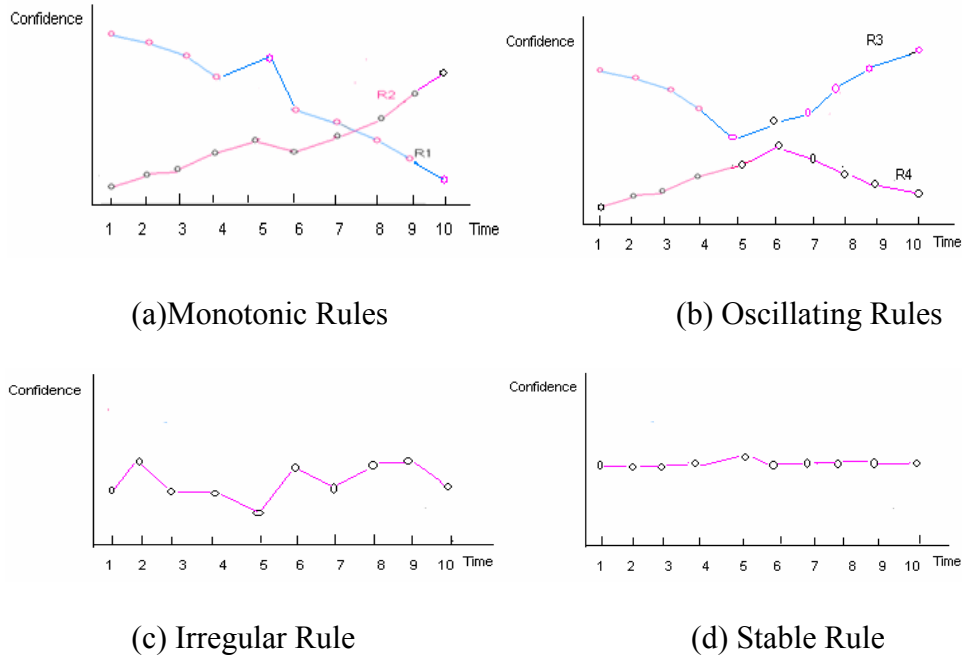 Confidence
R2
R1
1 2 3 4 5 6 7 8 9 10 Time
(a)Monotonic Rules
Confidence
R3
R4
1 2 3 4 5 6 7 8 9 10 Time
(b) Oscillating Rules
Confidence
1 2 3 4 5 6 7 8 9 10 Time
(c) Irregular Rule
Confidence
1 2 3 4 5 6 7 8 9 10 Time
(d) Stable Rule